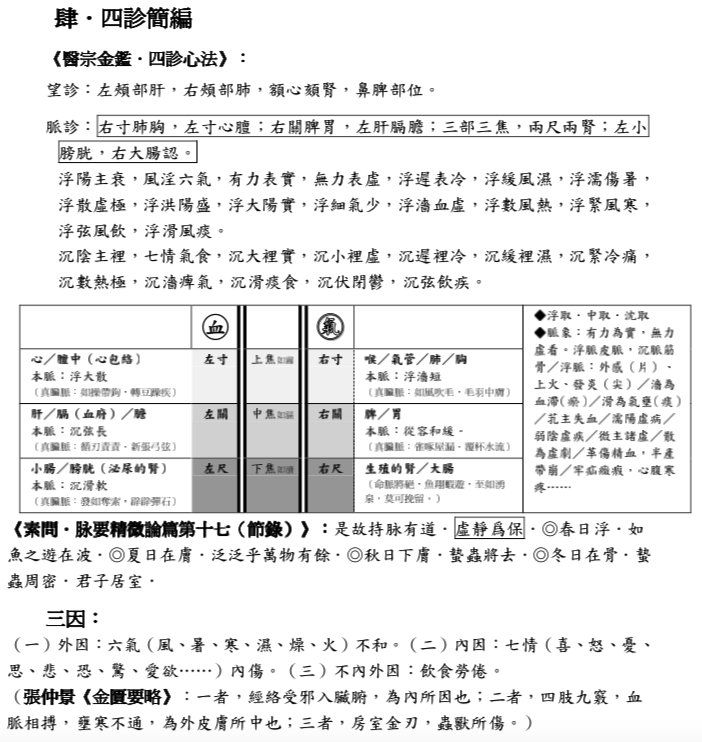 肆．四診簡編
《醫宗金鑑．四診心法》：
望診：左頰部肝，右頰部肺，額心頦腎，鼻脾部位。
脈診：右寸肺胸，左寸心膻；右關脾胃，左肝膈膽；三部三焦，兩尺兩腎；左小
膀胱，右大腸認。
浮陽主衰，風淫六氣，有力表實，無力表虛，浮遲表冷，浮緩風濕，浮濡傷暑，
浮散虛極，浮洪陽盛，浮大陽實，浮細氣少，浮濇血虛，浮數風熱，浮緊風寒，
浮弦風飲，浮滑風痰。
沉陰主裡，七情氣食，沉大裡實，沉小裡虛，沉遲裡冷，沉緩裡濕，沉緊冷痛，
沉數熱極，沉濇痺氣，沉滑痰食，沉伏閉鬱，沉弦飲疾。
血 氣
心／膻中（心包絡）
本脈：浮大散
（真臟脈：如操帶鉤，轉豆躁疾）
左寸 上焦如霧 右寸
喉／氣管／肺／胸
本脈：浮濇短
（真臟脈：如風吹毛，毛羽中膚）
肝／膈（血府）／膽
本脈：沉弦長
（真臟脈：循刃責責．新張弓弦）
左關 中焦如漚 右關
脾／胃
本脈：從容和緩．
（真臟脈：雀啄屋漏．覆杯水流）
小腸／膀胱（泌尿的腎）
本脈：沉滑軟
（真臟脈：發如奪索，辟辟彈石）
左尺 下焦如瀆 右尺
生殖的腎／大腸
（命脈將絕．魚翔蝦遊．至如湧
泉，莫可挽留。）
◆浮取．中取．沈取
◆脈象：有力為實，無力
虛看。浮脈皮脈，沉脈筋
骨／浮脈：外感（片）、
上火、發炎（尖）／濇為
血滯（瘀）／滑為氣壅（痰）
／芤主失血／濡陽虛病／
弱陰虛疾／微主諸虛／散
為虛劇／革傷精血，半產
帶崩／牢疝癥瘕，心腹寒
疼……
《素問．脉要精微論篇第十七（節錄）》：是故持脉有道．虛靜爲保．◎春日浮．如
魚之遊在波．◎夏日在膚．泛泛乎萬物有餘．◎秋日下膚．蟄蟲將去．◎冬日在骨．蟄
蟲周密．君子居室．
三因：
（一）外因：六氣（風、暑、寒、濕、燥、火）不和。（二）內因：七情（喜、怒、憂、
思、悲、恐、驚、愛欲……）內傷。（三）不內外因：飲食勞倦。
（張仲景《金匱要略》：一者，經絡受邪入臟腑，為內所因也；二者，四肢九竅，血
脈相搏，壅寒不通，為外皮膚所中也；三者，房室金刃，蟲獸所傷。）